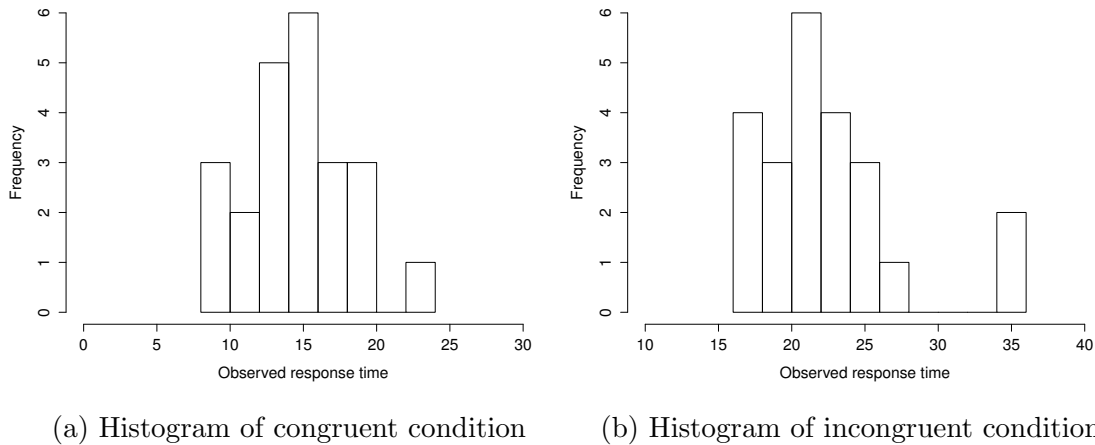 Frequency
6
5
4
3
2
1
0
0 5 10 15 20 25 30
Observed response time
(a) Histogram of congruent condition
Frequency
6
5
4
3
2
1
0
10 15 20 25 30 35 40
Observed response time
(b) Histogram of incongruent condition